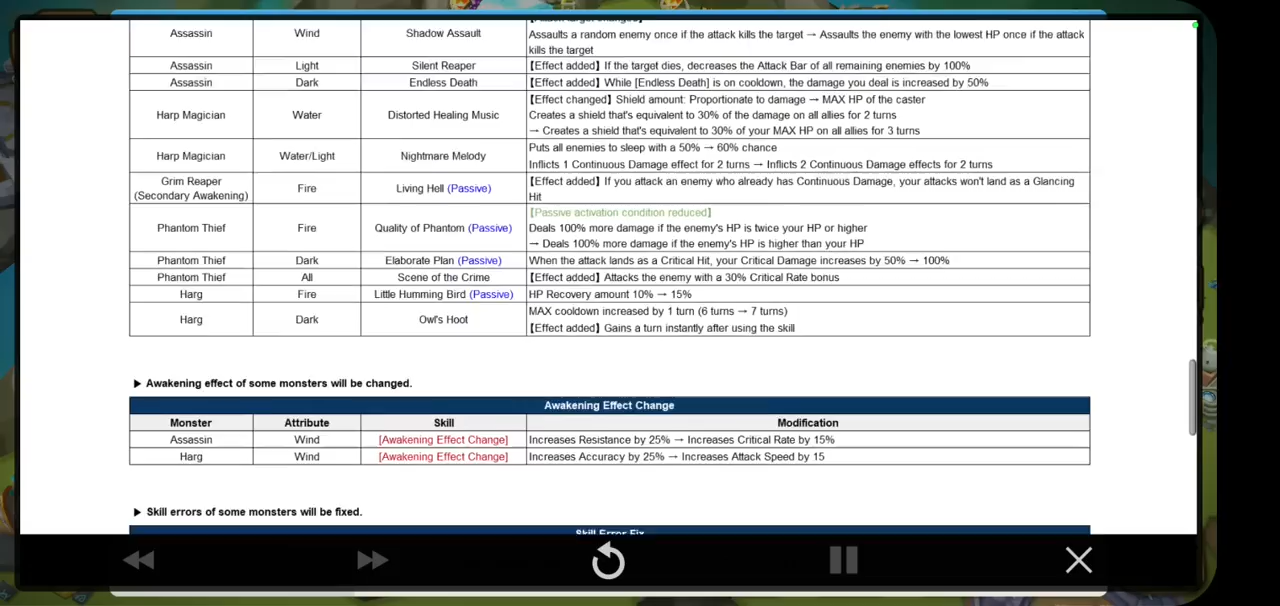 [Attack target changed]
Assassin Wind Shadow Assault Assaults a random enemy once if the attack kills the target → Assaults the enemy with the lowest HP once if the attack
kills the target
Assassin Light Silent Reaper 【Effect added】 If the target dies, decreases the Attack Bar of all remaining enemies by 100%
Assassin Dark Endless Death 【Effect added】 While [Endless Death] is on cooldown, the damage you deal is increased by 50%
【Effect changed】 Shield amount: Proportionate to damage → MAX HP of the caster
Harp Magician Water Distorted Healing Music Creates a shield that's equivalent to 30% of the damage on all allies for 2 turns
→ Creates a shield that's equivalent to 30% of your MAX HP on all allies for 3 turns
Harp Magician Water/Light Nightmare Melody Puts all enemies to sleep with a 50% → 60% chance
Inflicts 1 Continuous Damage effect for 2 turns → Inflicts 2 Continuous Damage effects for 2 turns
Grim Reaper
(Secondary Awakening) Fire Living Hell (Passive) 【Effect added】 If you attack an enemy who already has Continuous Damage, your attacks won't land as a Glancing
Hit
[Passive activation condition reduced]
Phantom Thief Fire Quality of Phantom (Passive) Deals 100% more damage if the enemy's HP is twice your HP or higher
→ Deals 100% more damage if the enemy's HP is higher than your HP
Phantom Thief Dark Elaborate Plan (Passive) When the attack lands as a Critical Hit, your Critical Damage increases by 50% → 100%
Phantom Thief All Scene of the Crime 【Effect added】 Attacks the enemy with a 30% Critical Rate bonus
Harg Fire Little Humming Bird (Passive) HP Recovery amount 10% → 15%
Harg Dark Owl's Hoot MAX cooldown increased by 1 turn (6 turns → 7 turns)
【Effect added】 Gains a turn instantly after using the skill
▶ Awakening effect of some monsters will be changed.
Awakening Effect Change
Monster Attribute Skill Modification
Assassin Wind [Awakening Effect Change] Increases Resistance by 25% → Increases Critical Rate by 15%
Harg Wind [Awakening Effect Change] Increases Accuracy by 25% → Increases Attack Speed by 15
▶ Skill errors of some monsters will be fixed.
Skill Error Fix